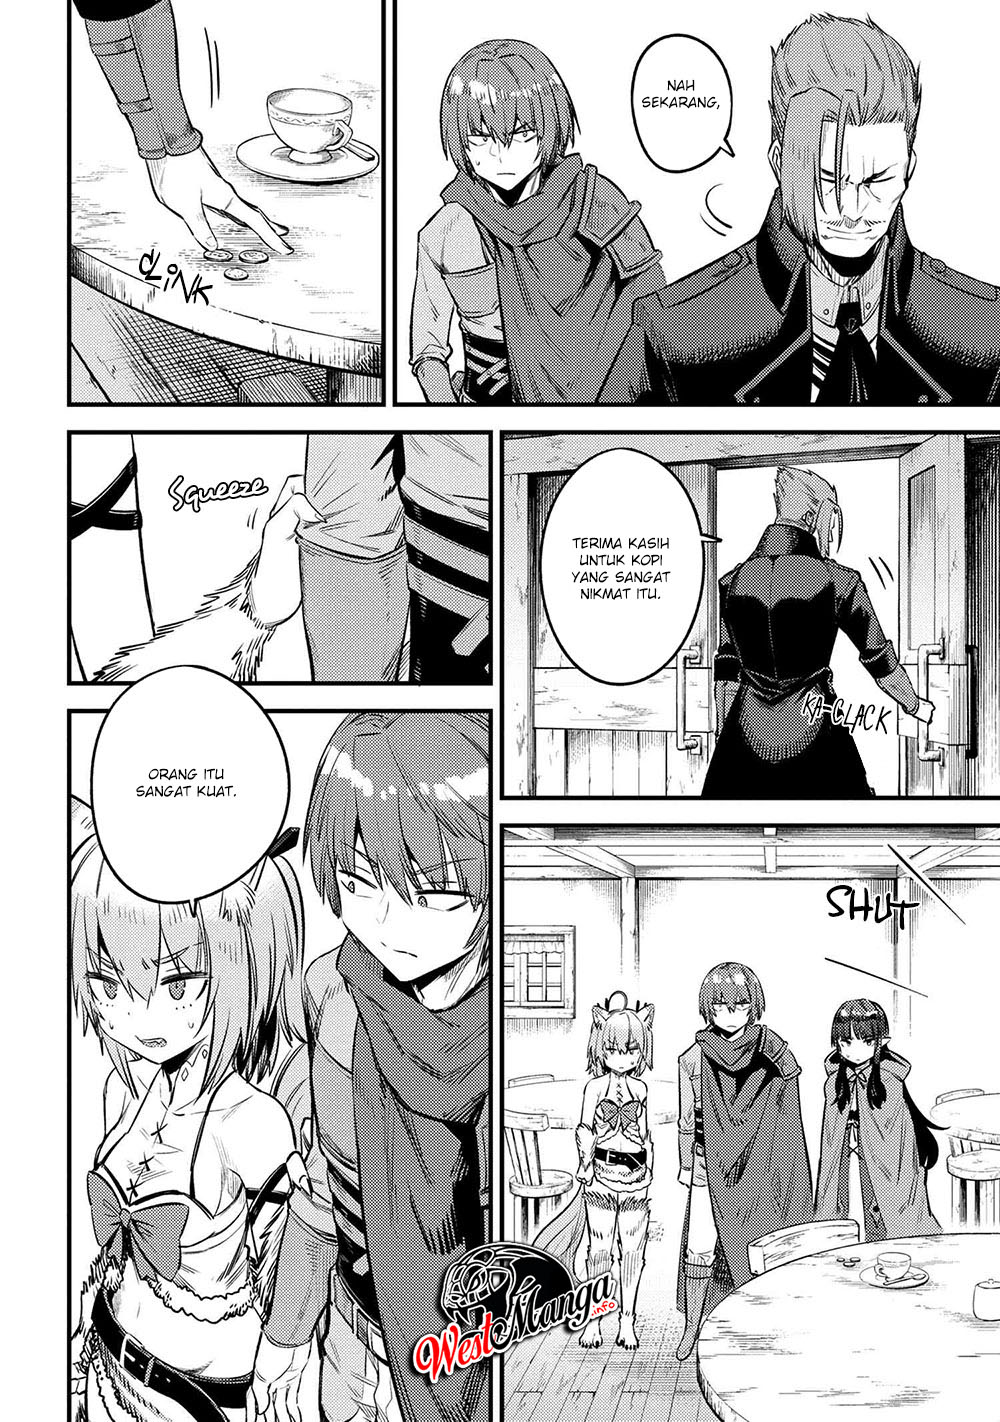 NAH
SEKARANG,
CLINK
TERIMA KASIH
UNTUK KOPI
YANG SANGAT
NIKMAT ITU.
KA-CLACK
Squeeze
SHUT
ORANG ITU
SANGAT KUAT.
WestManga
.info